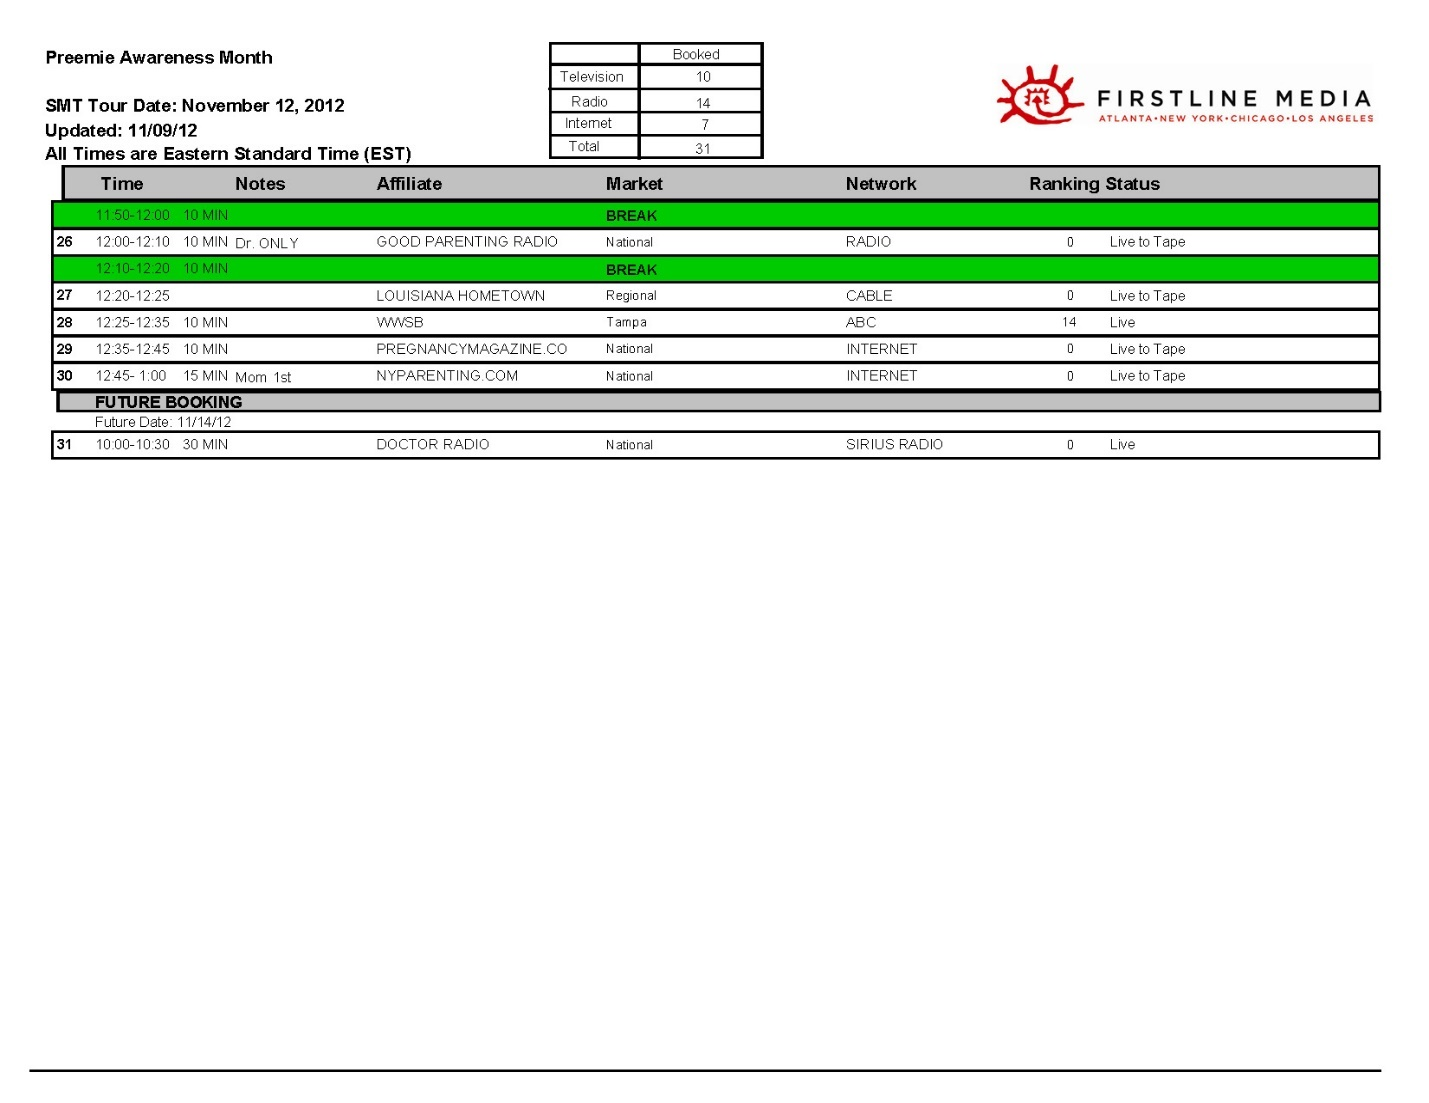 Preemie Awareness Month
SMT Tour Date: November 12, 2012
Updated: 11/09/12
All Times are Eastern Standard Time (EST)
Booked
Television 10
Radio 14
Internet 7
Total 31
FIRSTLINE MEDIA
ATLANTA•NEW YORK•CHICAGO•LOS ANGELES
Time Notes Affiliate Market Network Ranking Status
11:50-12:00 10 MIN BREAK
26 12:00-12:10 10 MIN Dr. ONLY GOOD PARENTING RADIO National RADIO 0 Live to Tape
12:10-12:20 10 MIN BREAK
27 12:20-12:25 LOUISIANA HOMETOWN Regional CABLE 0 Live to Tape
28 12:25-12:35 10 MIN WWSB Tampa ABC 14 Live
29 12:35-12:45 10 MIN PREGNANCYMAGAZINE.CO National INTERNET 0 Live to Tape
30 12:45- 1:00 15 MIN Mom 1st NYPARENTING.COM National INTERNET 0 Live to Tape
FUTURE BOOKING
Future Date: 11/14/12
31 10:00-10:30 30 MIN DOCTOR RADIO National SIRIUS RADIO 0 Live